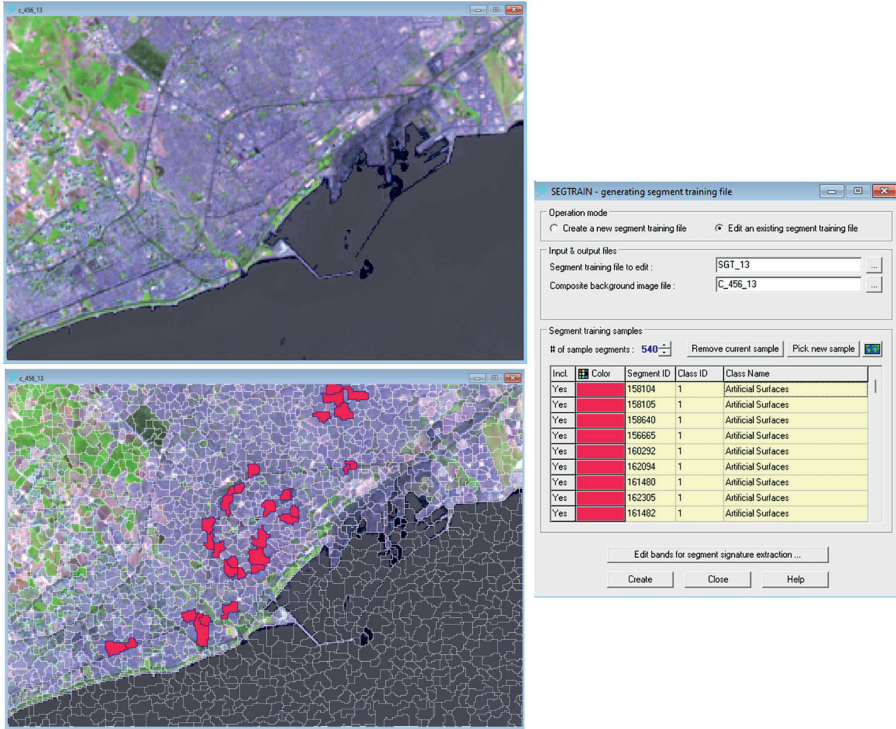 c_456_13
c_456_13
SEGTRAIN - generating segment training file
Operation mode
Create a new segment training file
Edit an existing segment training file
Input & output files
Segment training file to edit :
SGT_13
...
Composite background image file :
C_456_13
...
Segment training samples
# of sample segments : 540
Remove current sample
Pick new sample
Incl. Color Segment ID Class ID Class Name
Yes 158104 1 Artificial Surfaces
Yes 158105 1 Artificial Surfaces
Yes 158640 1 Artificial Surfaces
Yes 156665 1 Artificial Surfaces
Yes 160292 1 Artificial Surfaces
Yes 162094 1 Artificial Surfaces
Yes 161480 1 Artificial Surfaces
Yes 162305 1 Artificial Surfaces
Yes 161482 1 Artificial Surfaces
Edit bands for segment signature extraction ...
Create
Close
Help